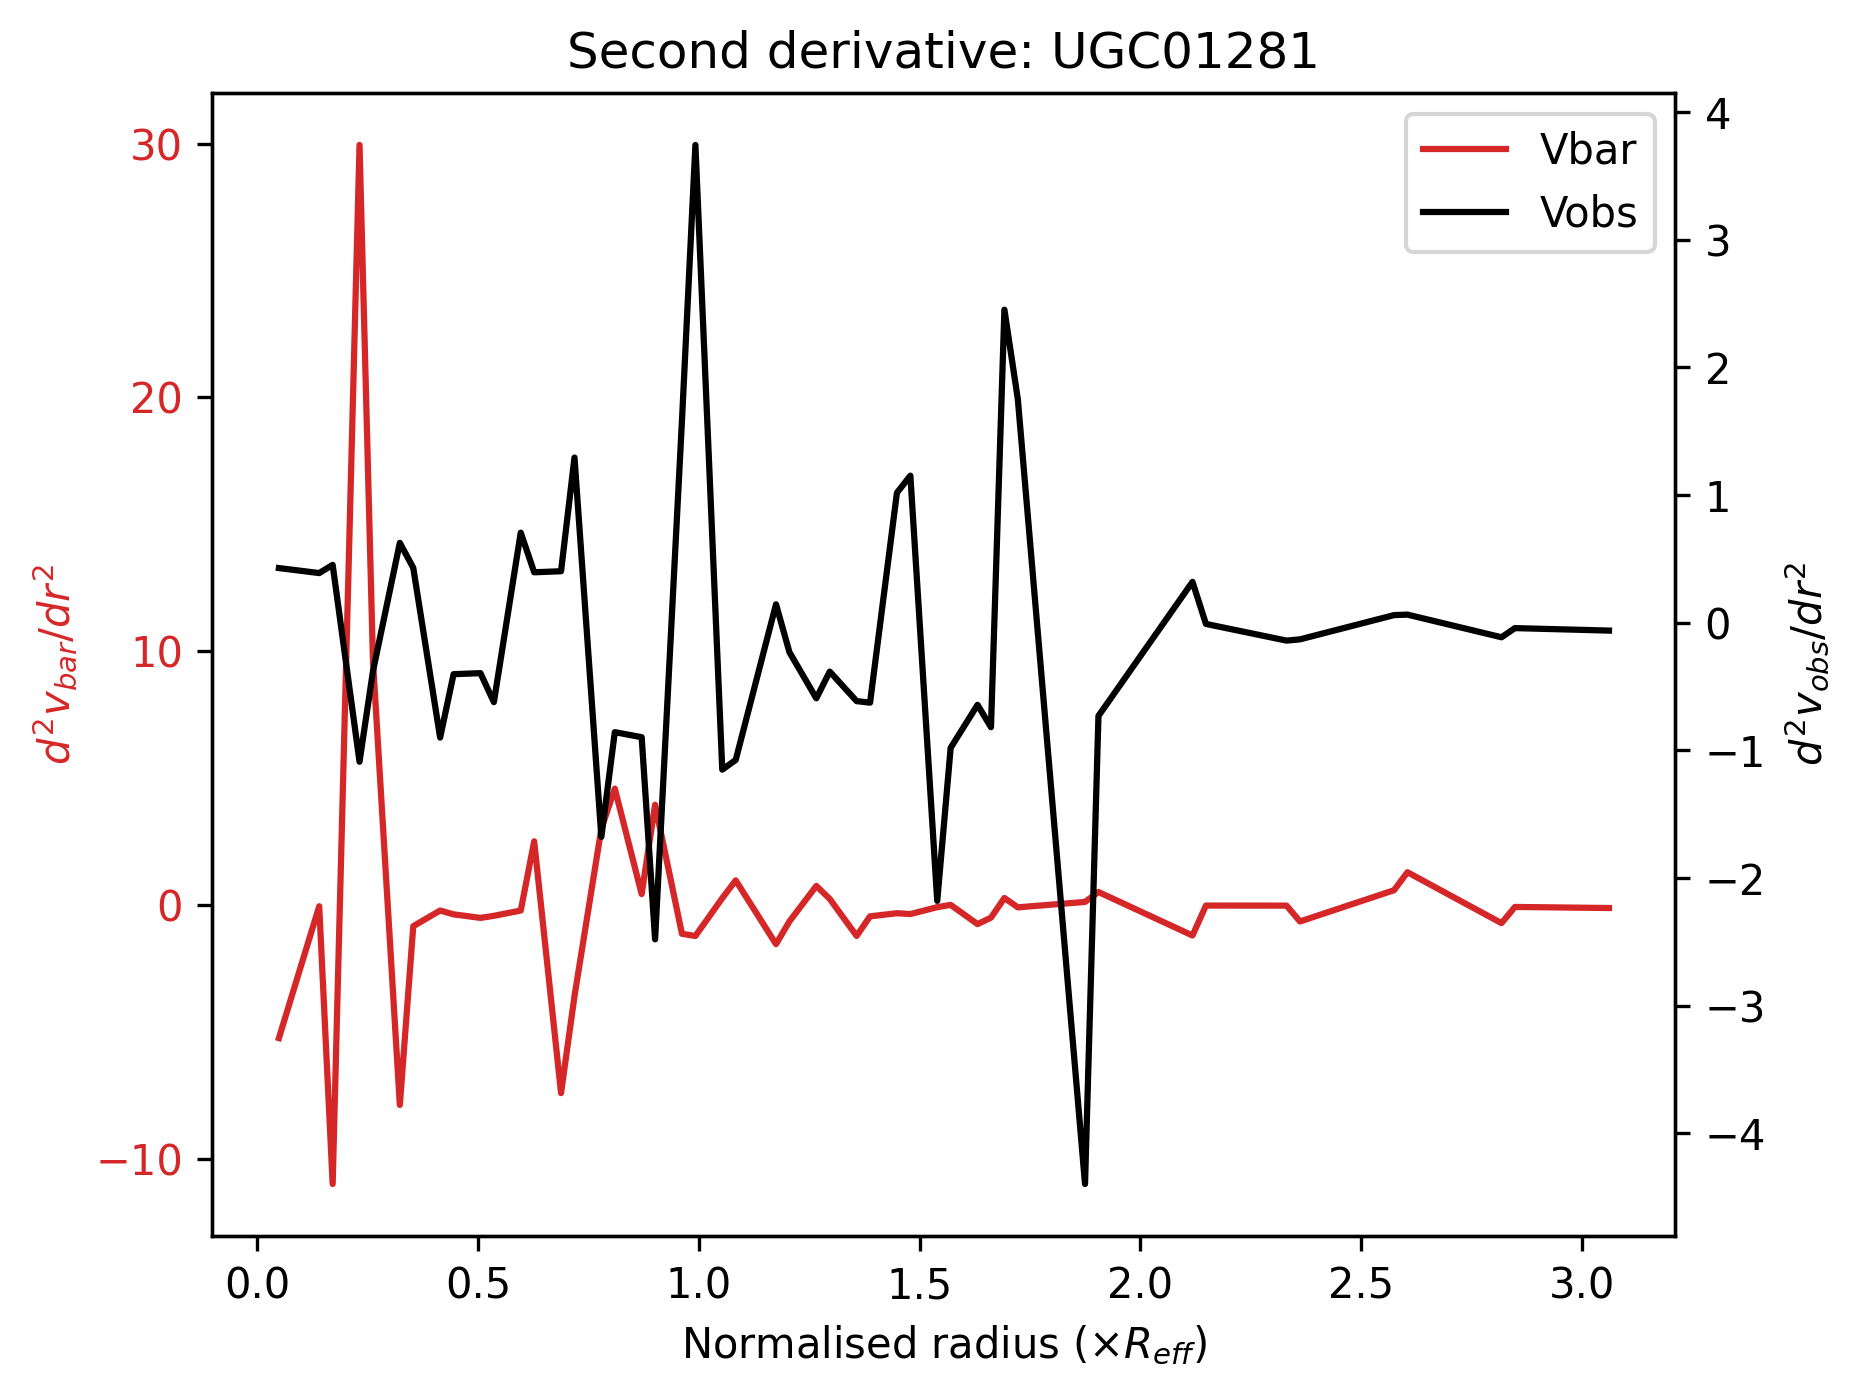 Second derivative: UGC01281
30
20
10
0
−10
d²v_bar/dr²
Vbar
Vobs
4
3
2
1
0
−1
−2
−3
−4
d²v_obs/dr²
0.0 0.5 1.0 1.5 2.0 2.5 3.0
Normalised radius (×R_eff)